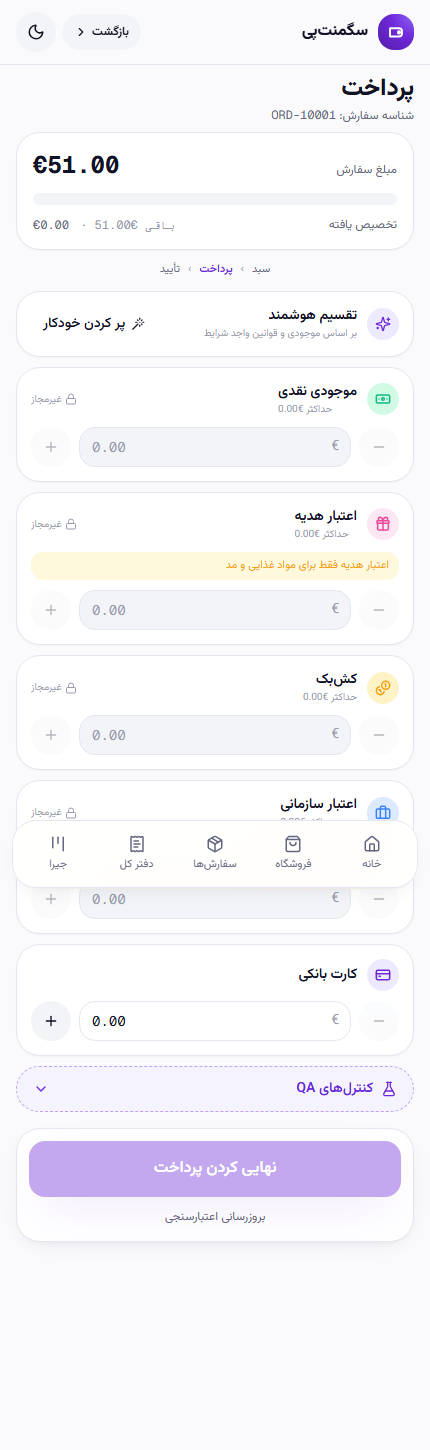 سگمنت‌پی
بازگشت
پرداخت
شناسه سفارش: ORD-10001
مبلغ سفارش
€51.00
تخصیص یافته
€0.00 · باقی €51.00
سبد › پرداخت › تأیید
تقسیم هوشمند
بر اساس موجودی و قوانین واجد شرایط
پر کردن خودکار
موجودی نقدی
حداکثر €0.00
غیرمجاز
€ 0.00
اعتبار هدیه
حداکثر €0.00
غیرمجاز
اعتبار هدیه فقط برای مواد غذایی و مد
€ 0.00
کش‌بک
حداکثر €0.00
غیرمجاز
€ 0.00
اعتبار سازمانی
غیرمجاز
خانه
فروشگاه
سفارش‌ها
دفتر کل
جیرا
€ 0.00
کارت بانکی
€ 0.00
کنترل‌های QA
نهایی کردن پرداخت
بروزرسانی اعتبارسنجی